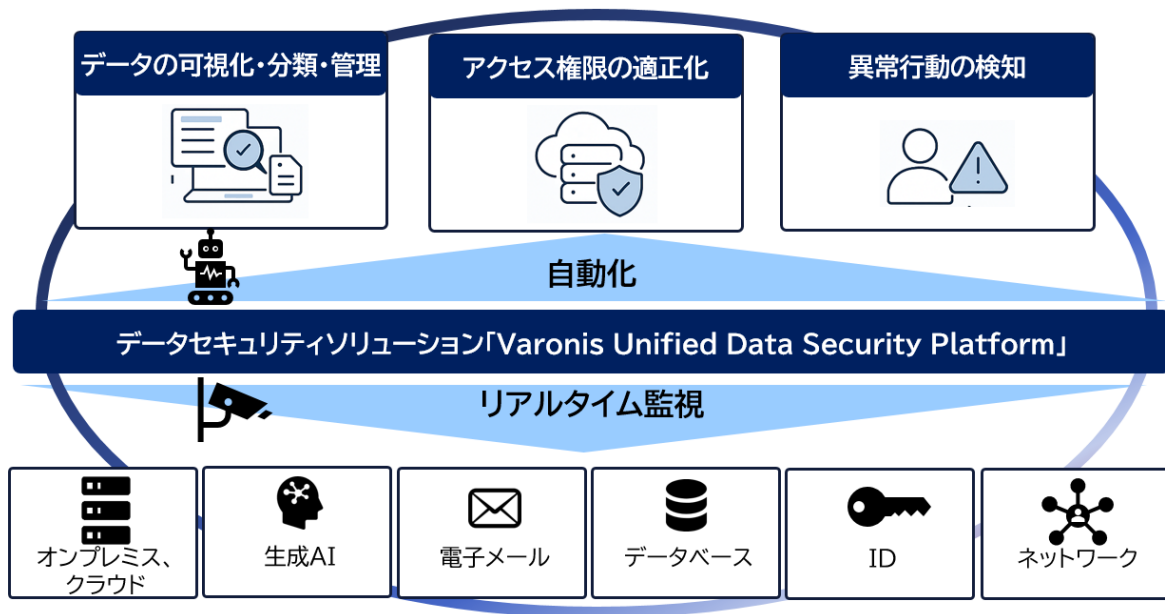 データの可視化・分類・管理
アクセス権限の適正化
異常行動の検知
自動化
データセキュリティソリューション「Varonis Unified Data Security Platform」
リアルタイム監視
オンプレミス、
クラウド
生成AI
電子メール
データベース
ID
ネットワーク